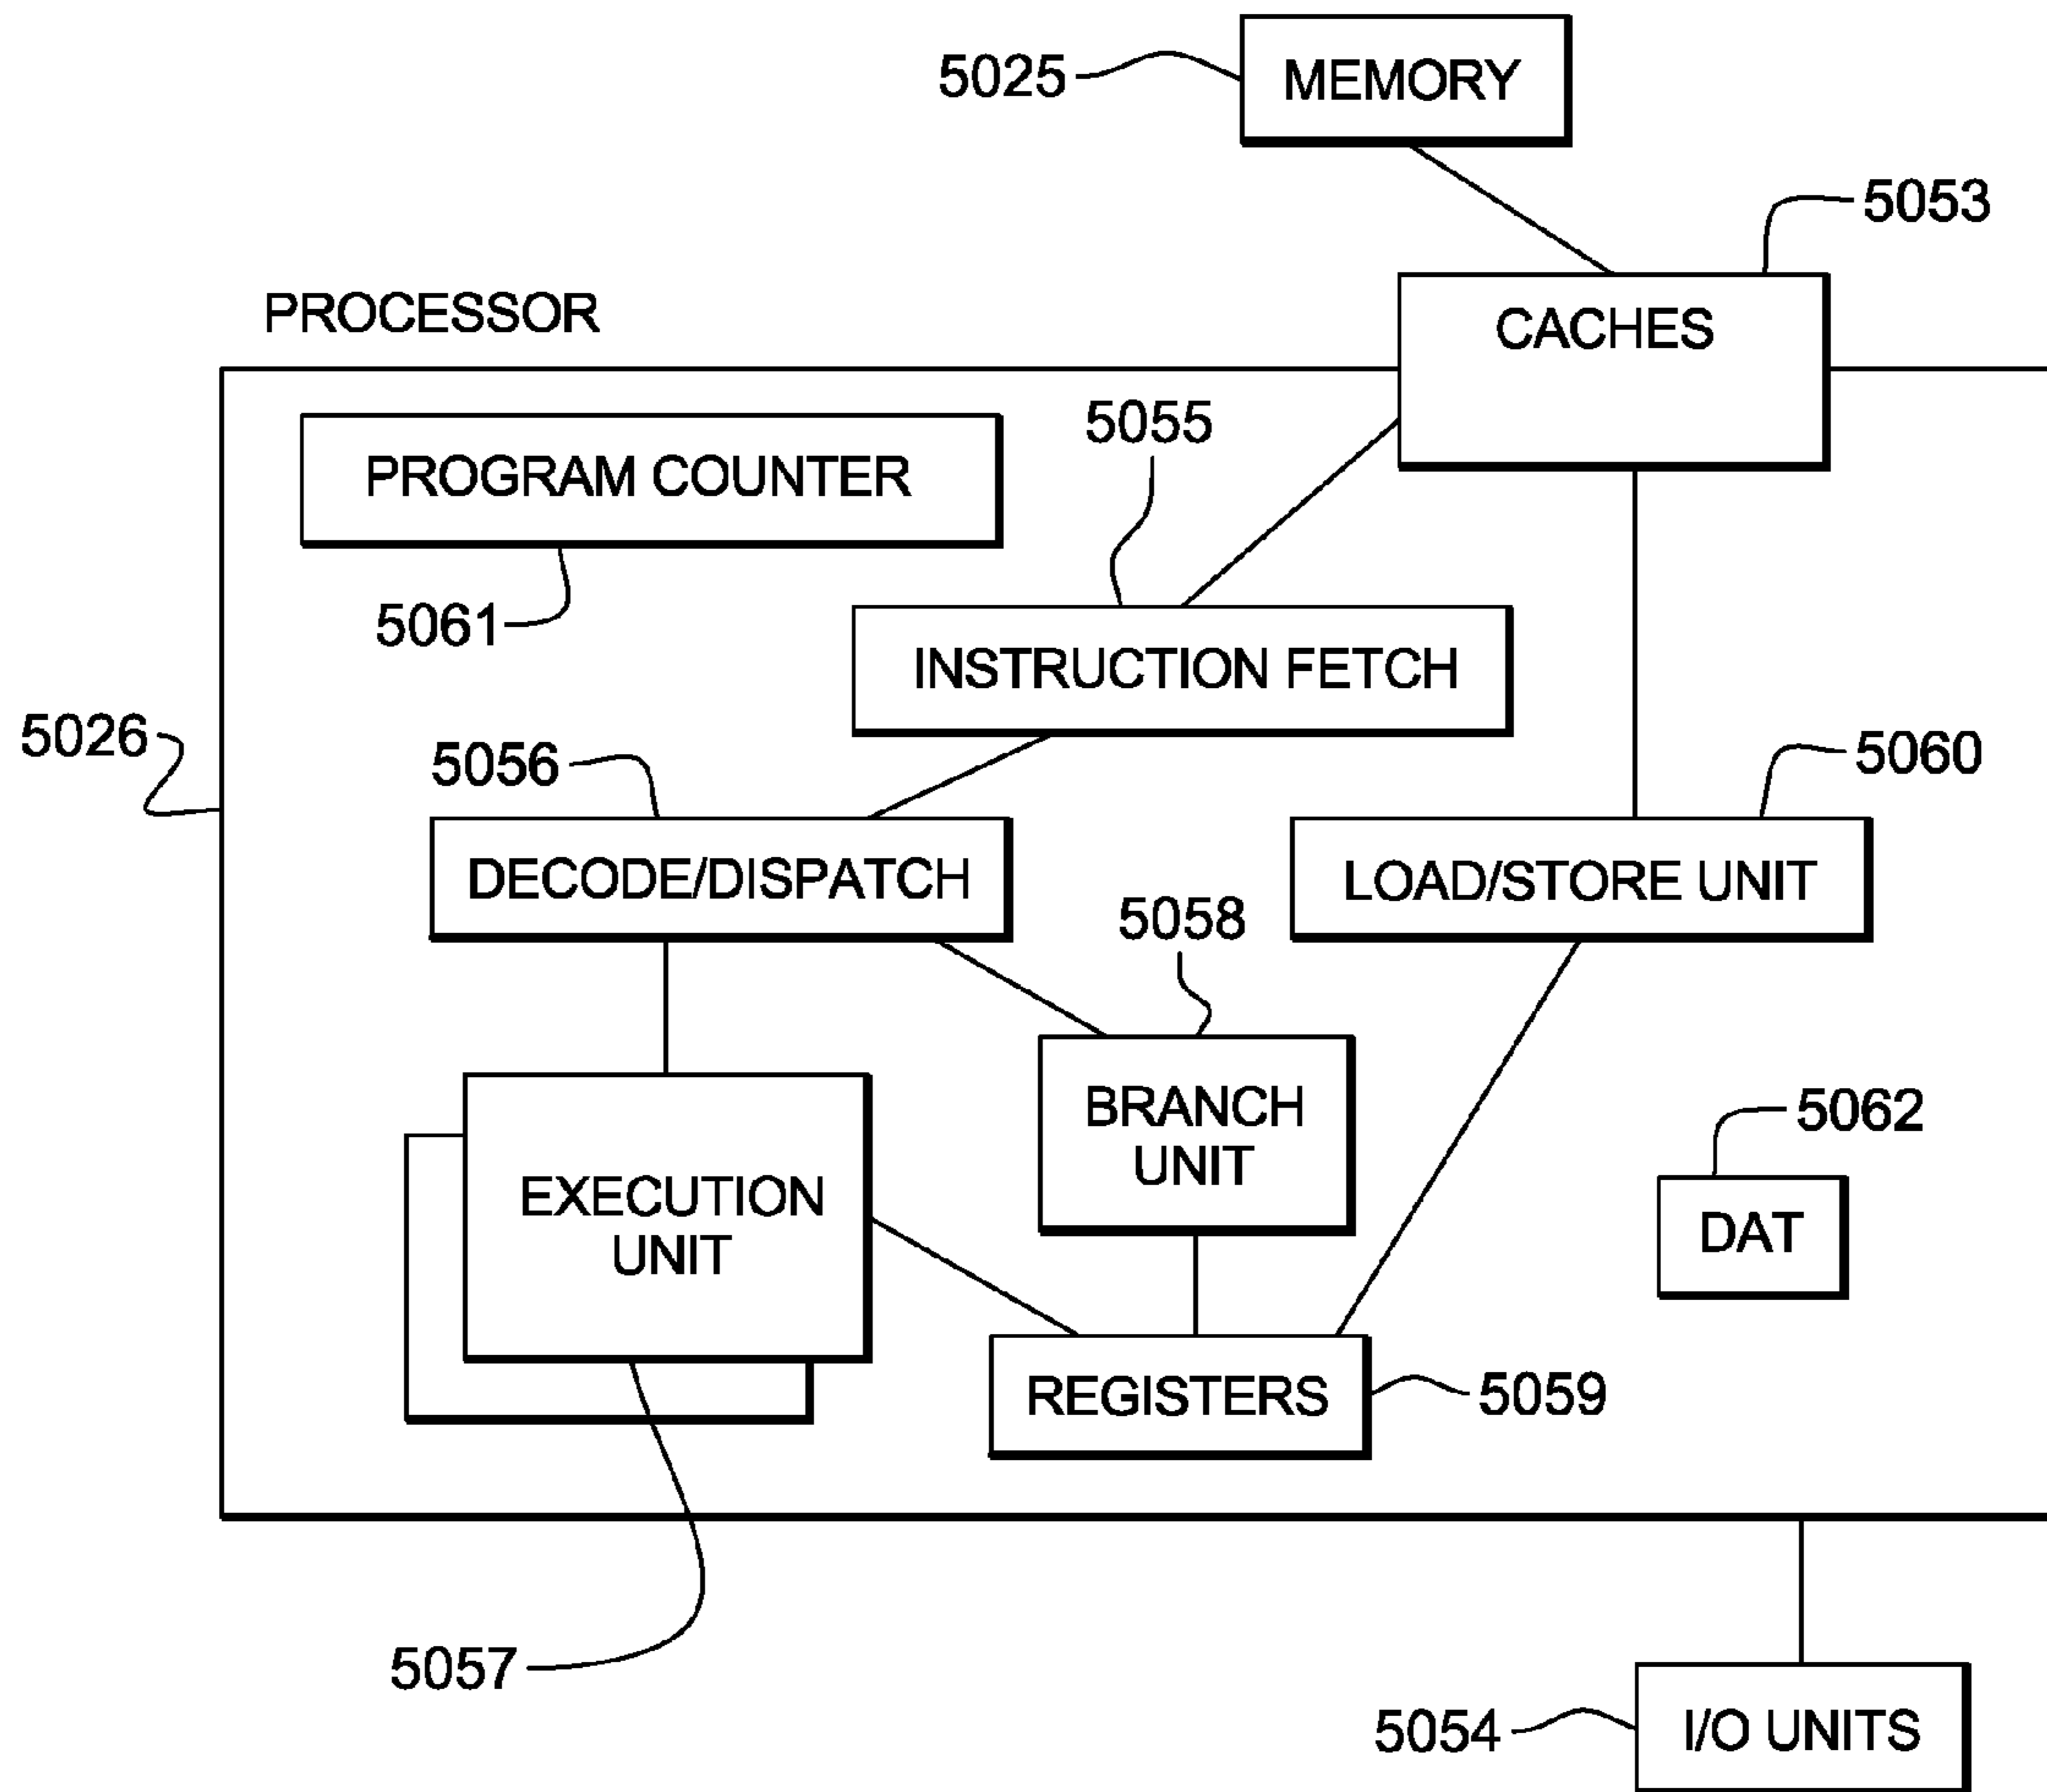 MEMORY
5025
5053
CACHES
PROCESSOR
5055
PROGRAM COUNTER
5061
INSTRUCTION FETCH
5026
5056
5060
DECODE/DISPATCH
LOAD/STORE UNIT
5058
BRANCH
UNIT
5062
EXECUTION
UNIT
DAT
REGISTERS
5059
5057
5054
I/O UNITS